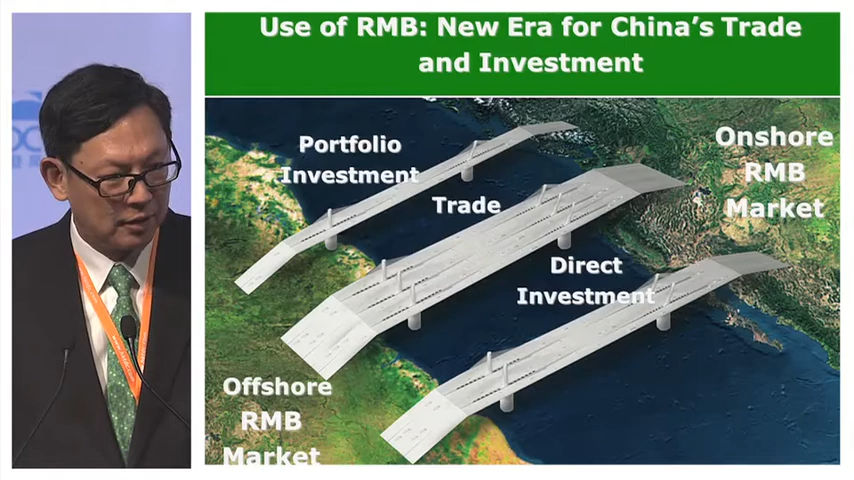 Use of RMB: New Era for China's Trade
and Investment
Portfolio
Investment
Trade
Direct
Investment
Onshore
RMB
Market
Offshore
RMB
Market